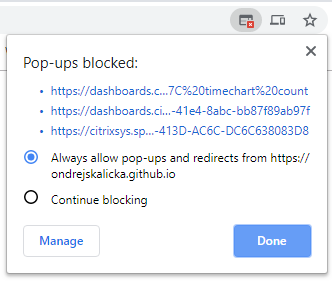 Pop-ups blocked:
https://dashboards.c...7C%20timechart%20count
https://dashboards.ci...-41e4-8abc-bb87f89ab97f
https://citrixsys.sp...-413D-AC6C-DC6C638083D8
Always allow pop-ups and redirects from https://
ondrejskalicka.github.io
Continue blocking
Manage
Done